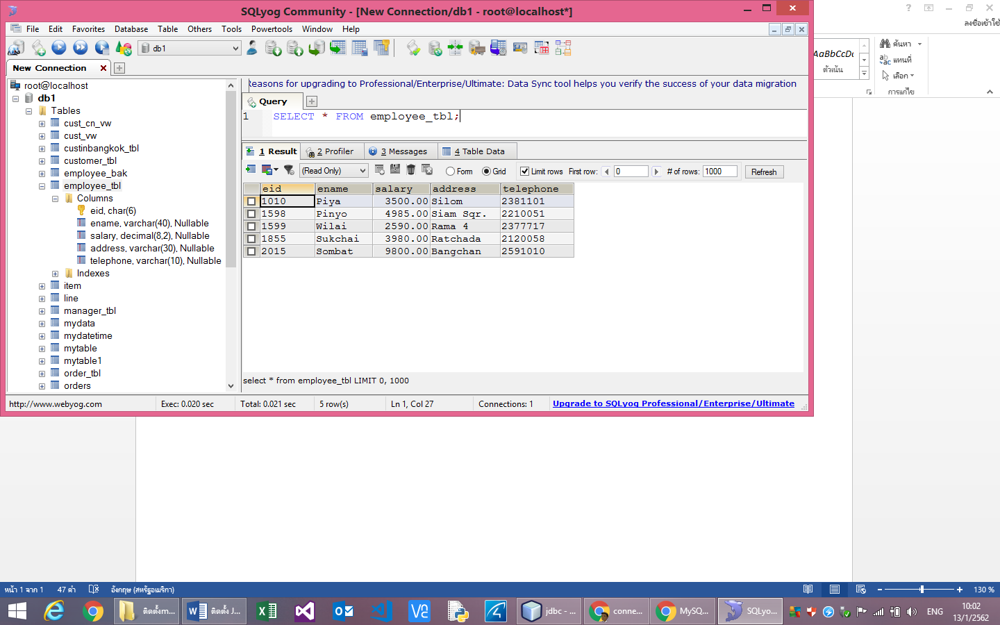 SQLyog Community - [New Connection/db1 - root@localhost*]
File Edit Favorites Database Table Others Tools Powertools Window Help
db1
New Connection
root@localhost
db1
Tables
cust_cn_vw
cust_vw
custinbangkok_tbl
customer_tbl
employee_bak
employee_tbl
Columns
eid, char(6)
ename, varchar(40), Nullable
salary, decimal(8,2), Nullable
address, varchar(30), Nullable
telephone, varchar(10), Nullable
Indexes
item
line
manager_tbl
mydata
mydatetime
mytable
mytable1
order_tbl
orders
Reasons for upgrading to Professional/Enterprise/Ultimate: Data Sync tool helps you verify the success of your data migration
Query
1 SELECT * FROM employee_tbl;
1 Result 2 Profiler 3 Messages 4 Table Data
(Read Only) Form Grid Limit rows First row: 0 # of rows: 1000 Refresh
eid ename salary address telephone
1010 Piya 3500.00 Silom 2381101
1598 Pinyo 4985.00 Siam Sqr. 2210051
1599 Wilai 2590.00 Rama 4 2377717
1855 Sukchai 3980.00 Ratchada 2120058
2015 Sombat 9800.00 Bangchan 2591010
select * from employee_tbl LIMIT 0, 1000
http://www.webyog.com Exec: 0.020 sec Total: 0.021 sec 5 row(s) Ln 1, Col 27 Connections: 1 Upgrade to SQLyog Professional/Enterprise/Ultimate
ลงชื่อเข้าใช้
AaBbCcDc
ตัวเน้น
ค้นหา
แทนที่
เลือก
การแก้ไข
หน้า 1 จาก 1 47 คำ อังกฤษ (สหรัฐอเมริกา) 130 %
ติดตั้งm... ติดตั้ง J... jdbc - ... conne... MySQ... SQLyo... ENG 10:02
13/1/2562